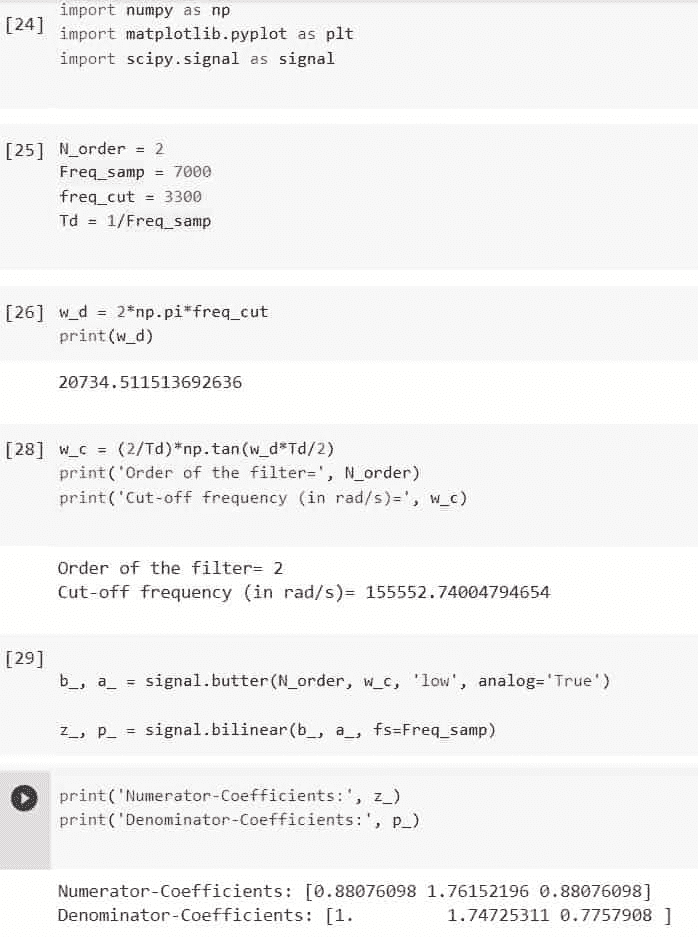 import numpy as np
[24]
import matplotlib.pyplot as plt
import scipy.signal as signal
[25] N_order = 2
Freq_samp = 7000
freq_cut = 3300
Td = 1/Freq_samp
[26] w_d = 2*np.pi*freq_cut
print(w_d)
20734.511513692636
[28] w_c = (2/Td)*np.tan(w_d*Td/2)
print('Order of the filter=', N_order)
print('Cut-off frequency (in rad/s)=', w_c)
Order of the filter= 2
Cut-off frequency (in rad/s)= 155552.74004794654
[29]
b_, a_ = signal.butter(N_order, w_c, 'low', analog='True')
z_, p_ = signal.bilinear(b_, a_, fs=Freq_samp)
print('Numerator-Coefficients:', z_)
print('Denominator-Coefficients:', p_)
Numerator-Coefficients: [0.88076098 1.76152196 0.88076098]
Denominator-Coefficients: [1.         1.74725311 0.7757908 ]